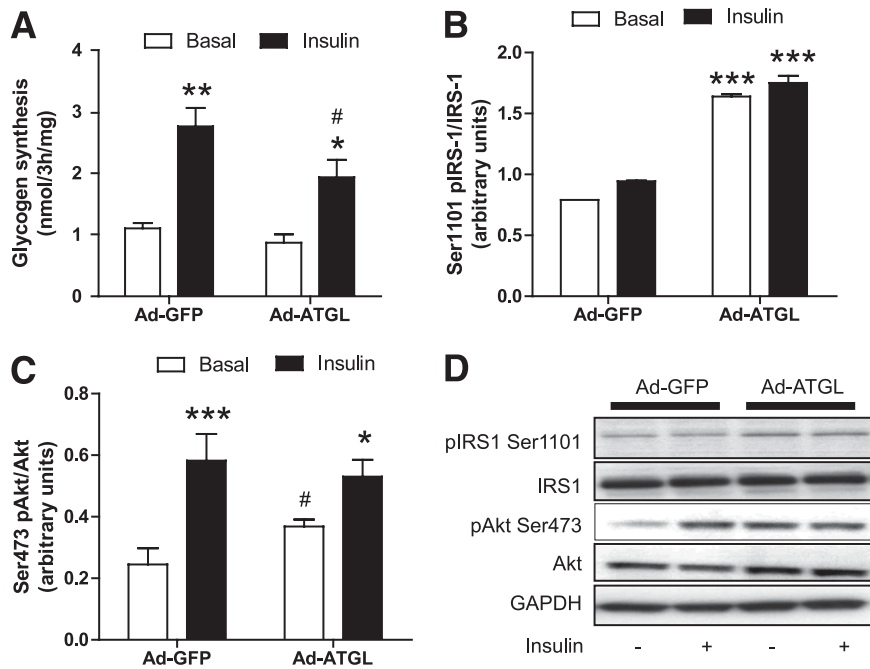 A
Basal Insulin
Glycogen synthesis
(nmol/3h/mg)
4
3
2
1
0
**
#
*
Ad-GFP Ad-ATGL
B
Basal Insulin
Ser1101 pIRS-1/IRS-1
(arbitrary units)
2.0
1.5
1.0
0.5
0.0
*** ***
Ad-GFP Ad-ATGL
C
Basal Insulin
Ser473 pAkt/Akt
(arbitrary units)
0.8
0.6
0.4
0.2
0.0
***
#
*
Ad-GFP Ad-ATGL
D
Ad-GFP Ad-ATGL
pIRS1 Ser1101
IRS1
pAkt Ser473
Akt
GAPDH
Insulin - + - +